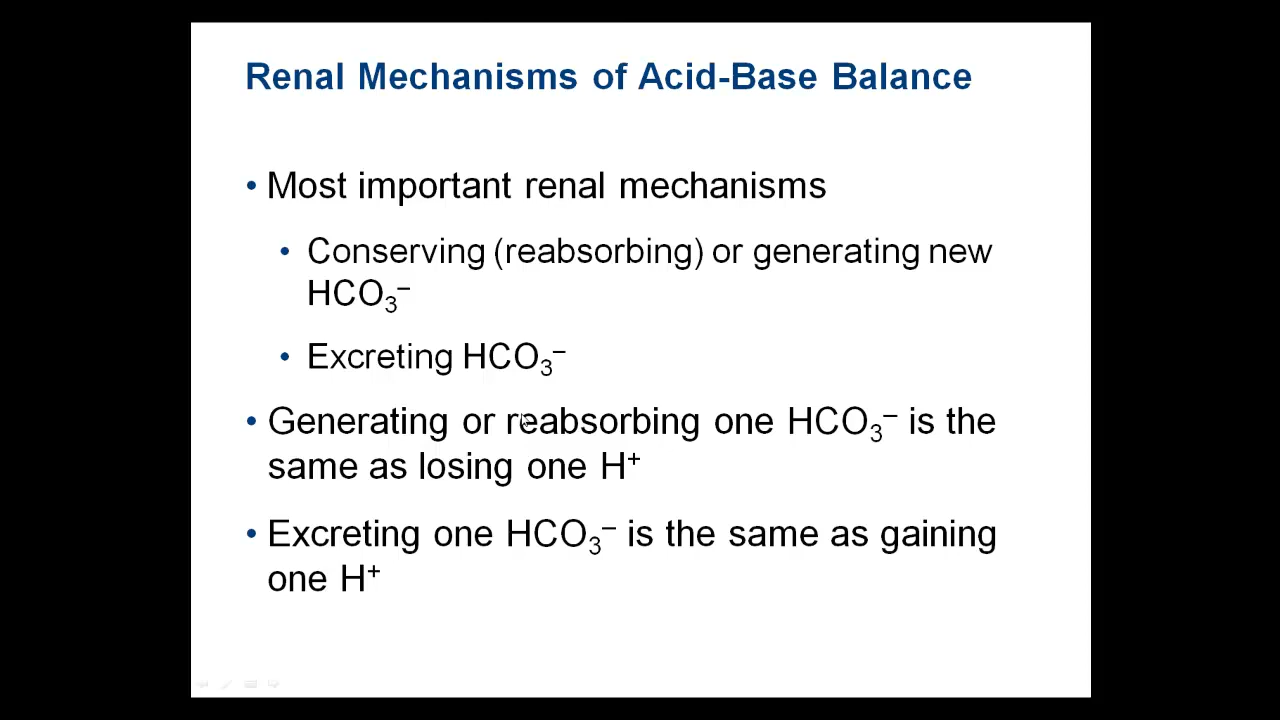 Renal Mechanisms of Acid-Base Balance
• Most important renal mechanisms
• Conserving (reabsorbing) or generating new
HCO₃⁻
• Excreting HCO₃⁻
• Generating or reabsorbing one HCO₃⁻ is the
same as losing one H⁺
• Excreting one HCO₃⁻ is the same as gaining
one H⁺